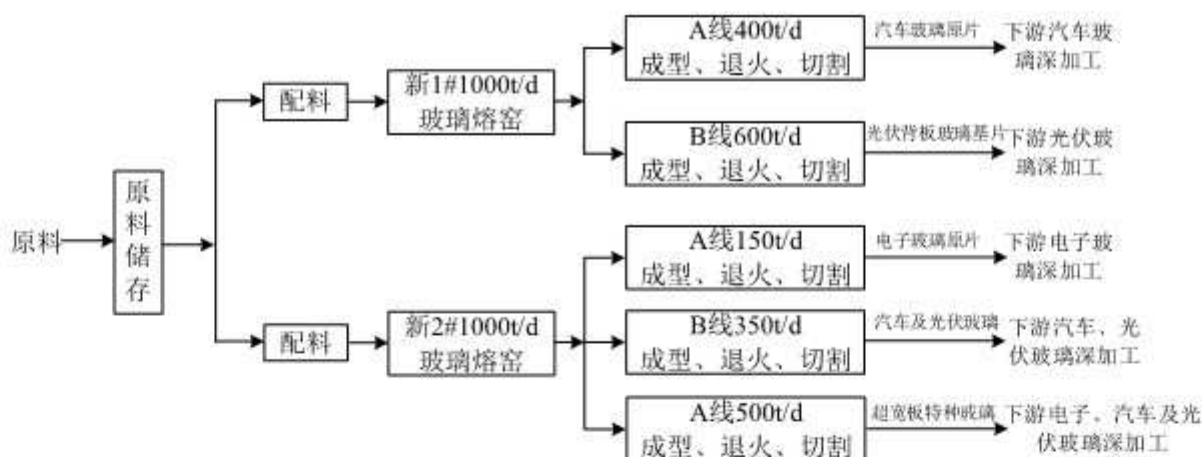 原料
原
料
储
存
配料
新1#1000t/d
玻璃熔窑
A线400t/d
成型、退火、切割
汽车玻璃原片
下游汽车玻
璃深加工
B线600t/d
成型、退火、切割
光伏背板玻璃基片
下游光伏玻
璃深加工
配料
新2#1000t/d
玻璃熔窑
A线150t/d
成型、退火、切割
电子玻璃原片
下游电子玻
璃深加工
B线350t/d
成型、退火、切割
汽车及光伏玻璃
下游汽车、光
伏玻璃深加工
A线500t/d
成型、退火、切割
超宽板特种玻璃
下游电子、汽车及光
伏玻璃深加工